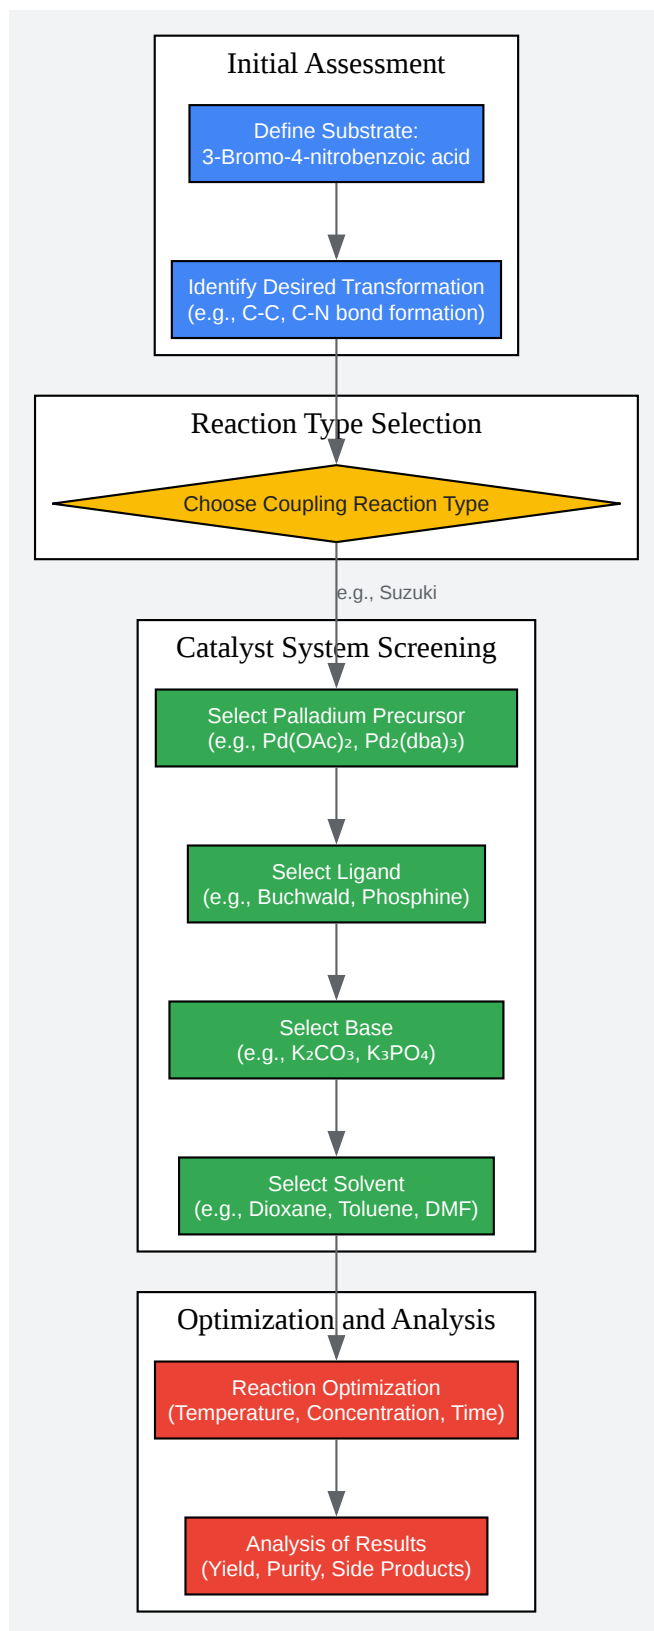 Initial Assessment
Define Substrate:
3-Bromo-4-nitrobenzoic acid
Identify Desired Transformation
(e.g., C-C, C-N bond formation)
Reaction Type Selection
Choose Coupling Reaction Type
e.g., Suzuki
Catalyst System Screening
Select Palladium Precursor
(e.g., Pd(OAc)₂, Pd₂(dba)₃)
Select Ligand
(e.g., Buchwald, Phosphine)
Select Base
(e.g., K₂CO₃, K₃PO₄)
Select Solvent
(e.g., Dioxane, Toluene, DMF)
Optimization and Analysis
Reaction Optimization
(Temperature, Concentration, Time)
Analysis of Results
(Yield, Purity, Side Products)